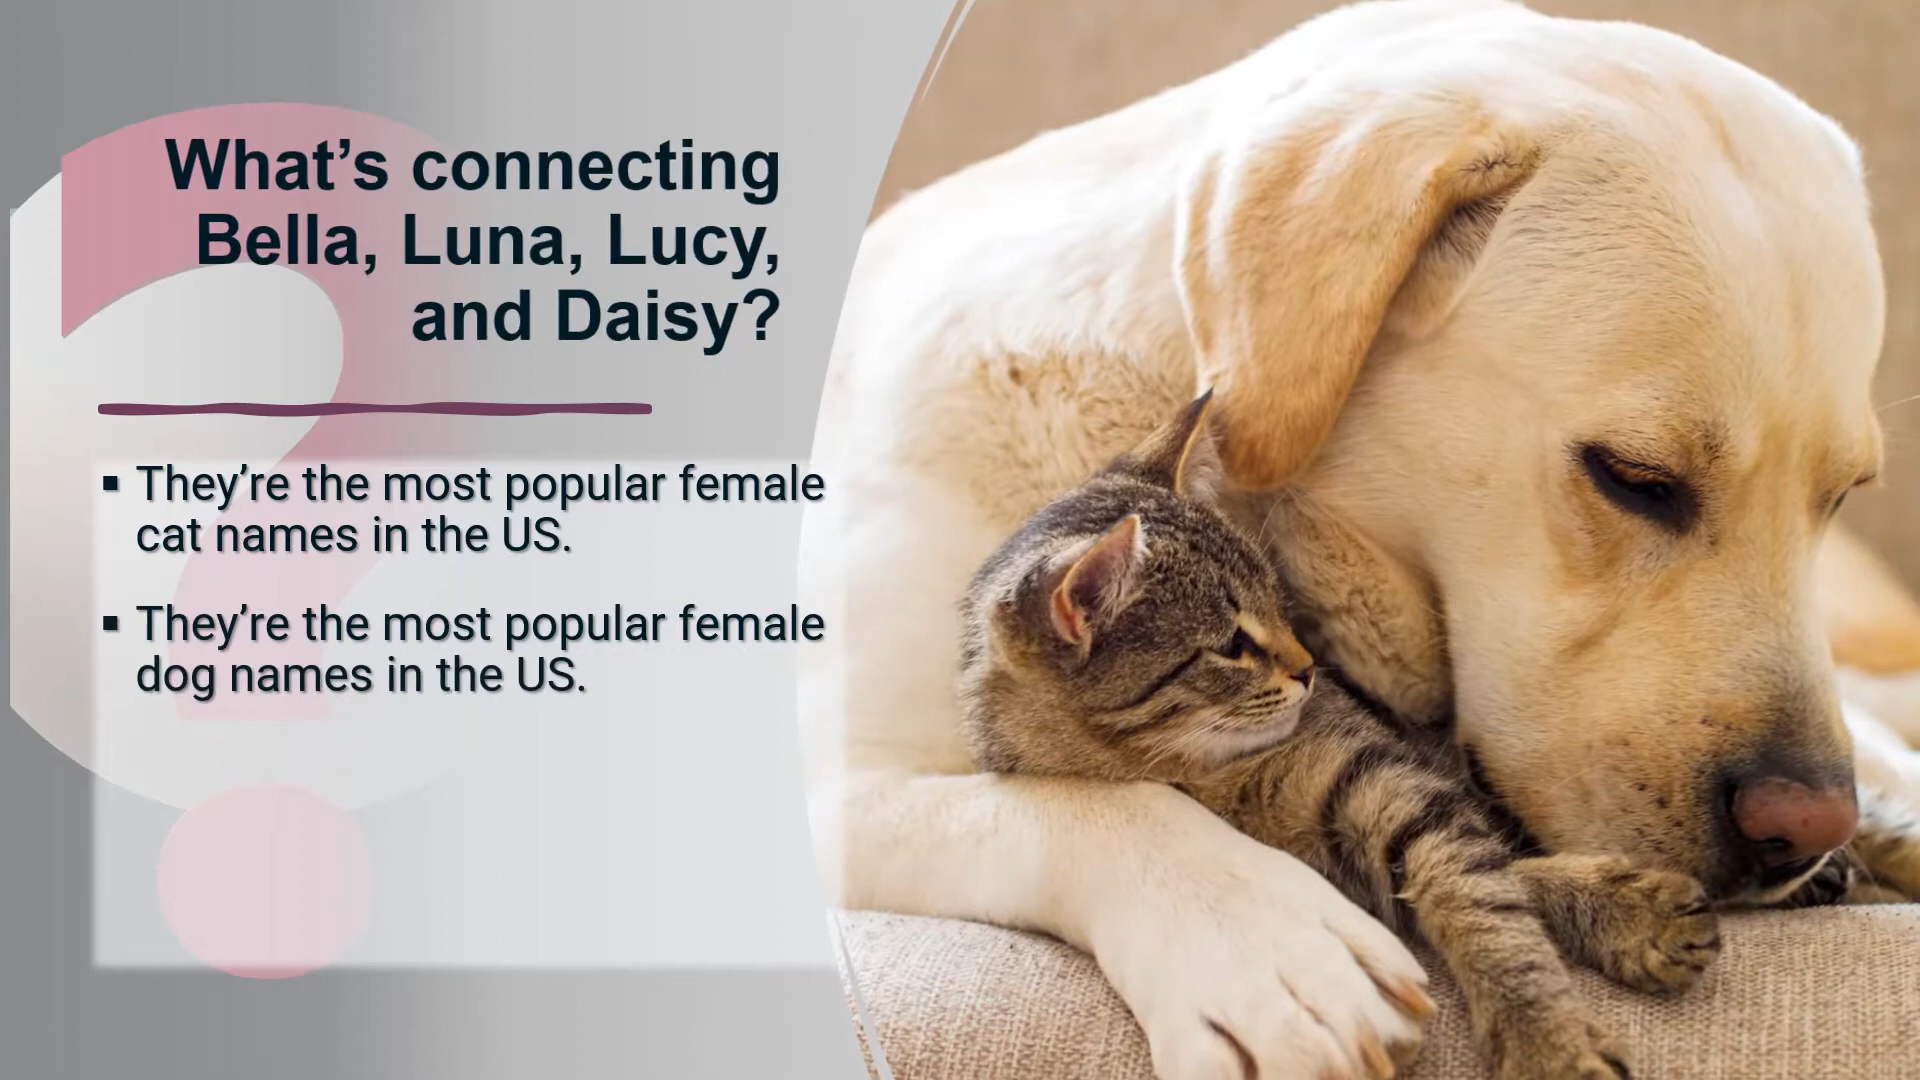 What’s connecting
Bella, Luna, Lucy,
and Daisy?
▪ They’re the most popular female
cat names in the US.
▪ They’re the most popular female
dog names in the US.